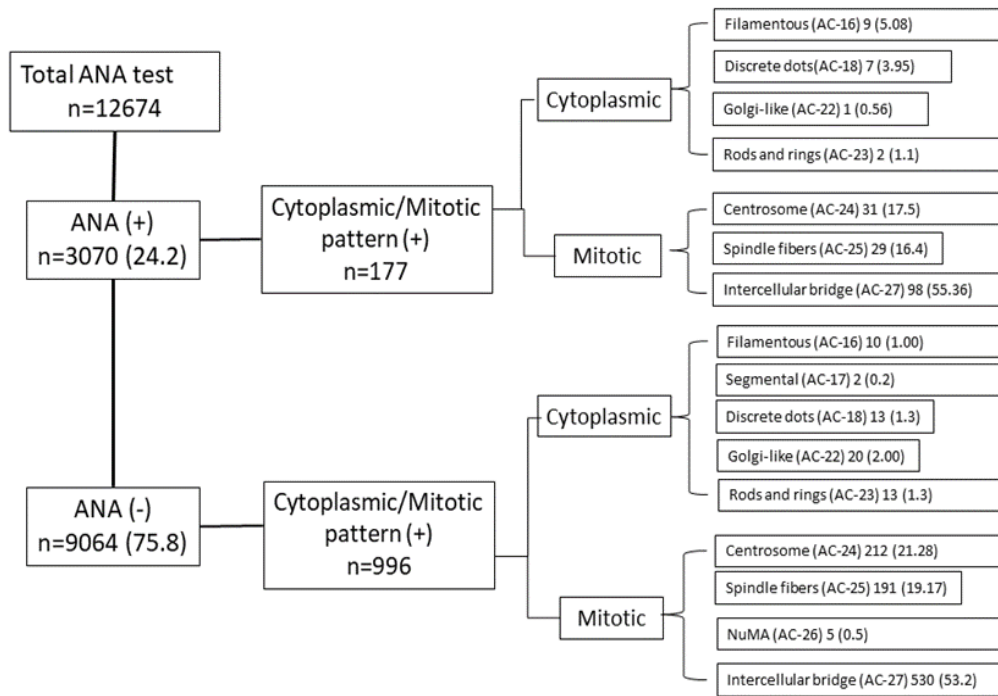 Total ANA test
n=12674
ANA (+)
n=3070 (24.2)
Cytoplasmic/Mitotic
pattern (+)
n=177
Cytoplasmic
Filamentous (AC-16) 9 (5.08)
Discrete dots(AC-18) 7 (3.95)
Golgi-like (AC-22) 1 (0.56)
Rods and rings (AC-23) 2 (1.1)
Mitotic
Centrosome (AC-24) 31 (17.5)
Spindle fibers (AC-25) 29 (16.4)
Intercellular bridge (AC-27) 98 (55.36)
ANA (-)
n=9064 (75.8)
Cytoplasmic/Mitotic
pattern (+)
n=996
Cytoplasmic
Filamentous (AC-16) 10 (1.00)
Segmental (AC-17) 2 (0.2)
Discrete dots (AC-18) 13 (1.3)
Golgi-like (AC-22) 20 (2.00)
Rods and rings (AC-23) 13 (1.3)
Mitotic
Centrosome (AC-24) 212 (21.28)
Spindle fibers (AC-25) 191 (19.17)
NuMA (AC-26) 5 (0.5)
Intercellular bridge (AC-27) 530 (53.2)